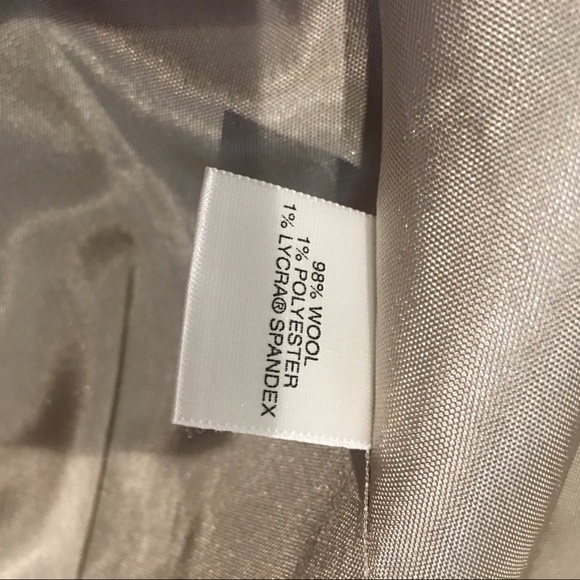 98% WOOL
1% POLYESTER
1% LYCRA® SPANDEX